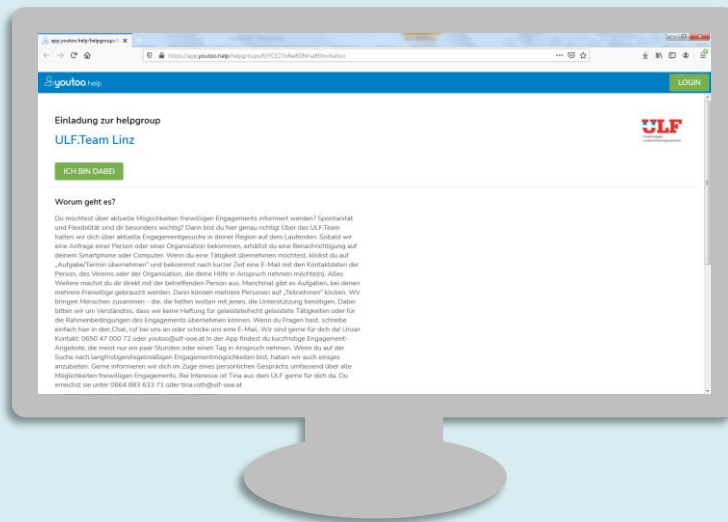 app.youtoo.help/helpgroups/
https://app.youtoo.help/helpgroups/
youtoo.help
LOGIN
Einladung zur helpgroup
ULF.Team Linz
ULF
ICH BIN DABEI
Worum geht es?
Du möchtest über aktuelle Möglichkeiten freiwilligen Engagements informiert werden? Spontanität
und Flexibilität sind dir besonders wichtig? Dann bist du hier genau richtig! Über das ULF.Team
halten wir dich über aktuelle Engagementgesuche in deiner Region auf dem Laufenden. Sobald wir
eine Anfrage einer Person oder einer Organisation bekommen, erhältst du eine Benachrichtigung auf
deinem Smartphone oder Computer. Wenn du eine Tätigkeit übernehmen möchtest, klickst du auf
„Aufgabe/Termin übernehmen" und bekommst nach kurzer Zeit eine E-Mail mit den Kontaktdaten der
Person, des Vereins oder der Organisation, die deine Hilfe in Anspruch nehmen möchte(n). Alles
Weitere machst du dir direkt mit der betreffenden Person aus. Manchmal gibt es Aufgaben, bei denen
mehrere Freiwillige gebraucht werden. Dann können mehrere Personen auf „Teilnehmen" klicken. Wir
bringen Menschen zusammen - die, die helfen wollen mit jenen, die Unterstützung benötigen. Dabei
bitten wir um Verständnis, dass wir keine Haftung für geleistete/nicht geleistete Tätigkeiten oder für
die Rahmenbedingungen des Engagements übernehmen können. Wenn du Fragen hast, schreibe
einfach hier in den Chat, ruf bei uns an oder schicke uns eine E-Mail. Wir sind gerne für dich da! Unser
Kontakt: 0650 47 000 72 oder youtoo@ulf-ooe.at In der App findest du kurzfristige Engagement-
Angebote, die meist nur ein paar Stunden oder einen Tag in Anspruch nehmen. Wenn du auf der
Suche nach langfristigen/regelmäßigen Engagementmöglichkeiten bist, haben wir auch einiges
anzubieten. Gerne informieren wir dich im Zuge eines persönlichen Gesprächs umfassend über alle
Möglichkeiten freiwilligen Engagements. Bei Interesse ist Tina aus dem ULF gerne für dich da. Du
erreichst sie unter 0664 883 633 71 oder tina.roth@ulf-ooe.at